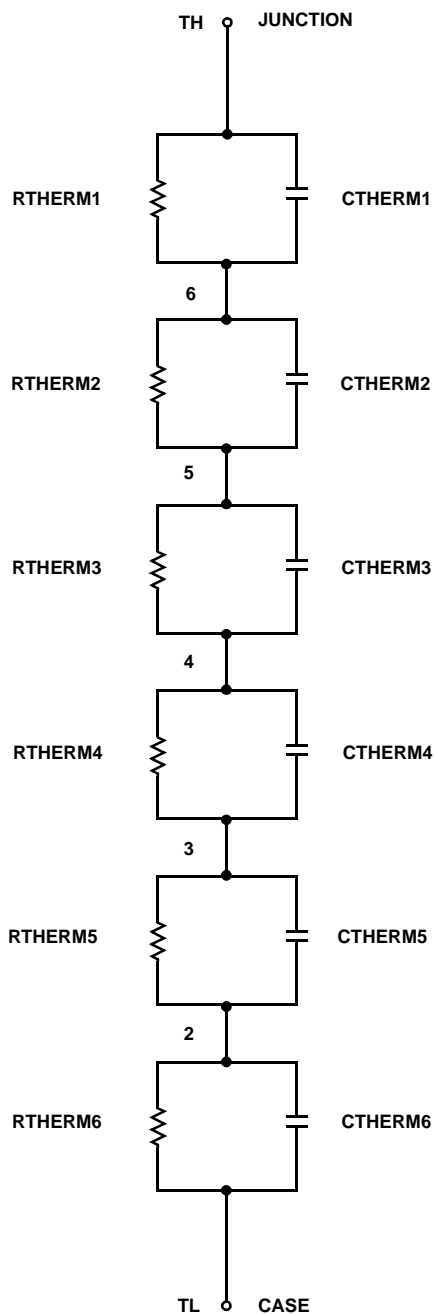 TH JUNCTION
RTHERM1 CTHERM1
6
RTHERM2 CTHERM2
5
RTHERM3 CTHERM3
4
RTHERM4 CTHERM4
3
RTHERM5 CTHERM5
2
RTHERM6 CTHERM6
TL CASE